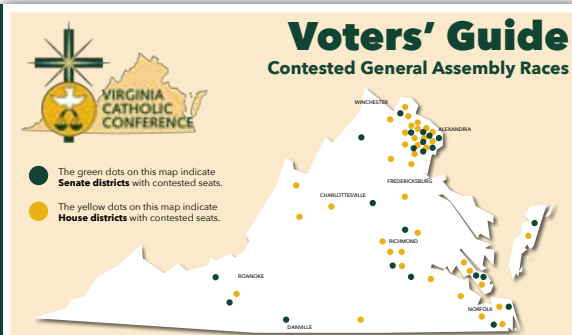 Voters’ Guide
Contested General Assembly Races
VIRGINIA
CATHOLIC
CONFERENCE
The green dots on this map indicate
Senate districts with contested seats.
The yellow dots on this map indicate
House districts with contested seats.
WINCHESTER
ALEXANDRIA
FREDERICKSBURG
CHARLOTTESVILLE
RICHMOND
ROANOKE
NORFOLK
DANVILLE